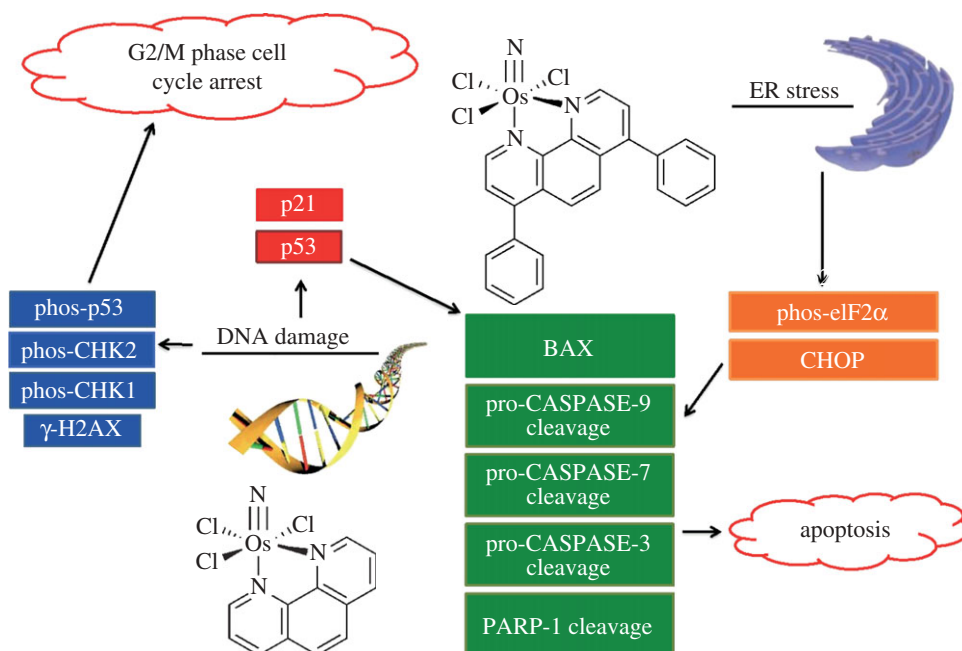 G2/M phase cell
cycle arrest
N
Cl
Cl
Cl
Os
N
N
ER stress
p21
p53
phos-p53
phos-CHK2
phos-CHK1
γ-H2AX
DNA damage
BAX
pro-CASPASE-9
cleavage
pro-CASPASE-7
cleavage
pro-CASPASE-3
cleavage
PARP-1 cleavage
phos-elF2α
CHOP
apoptosis
N
Cl
Cl
Cl
Os
N
N